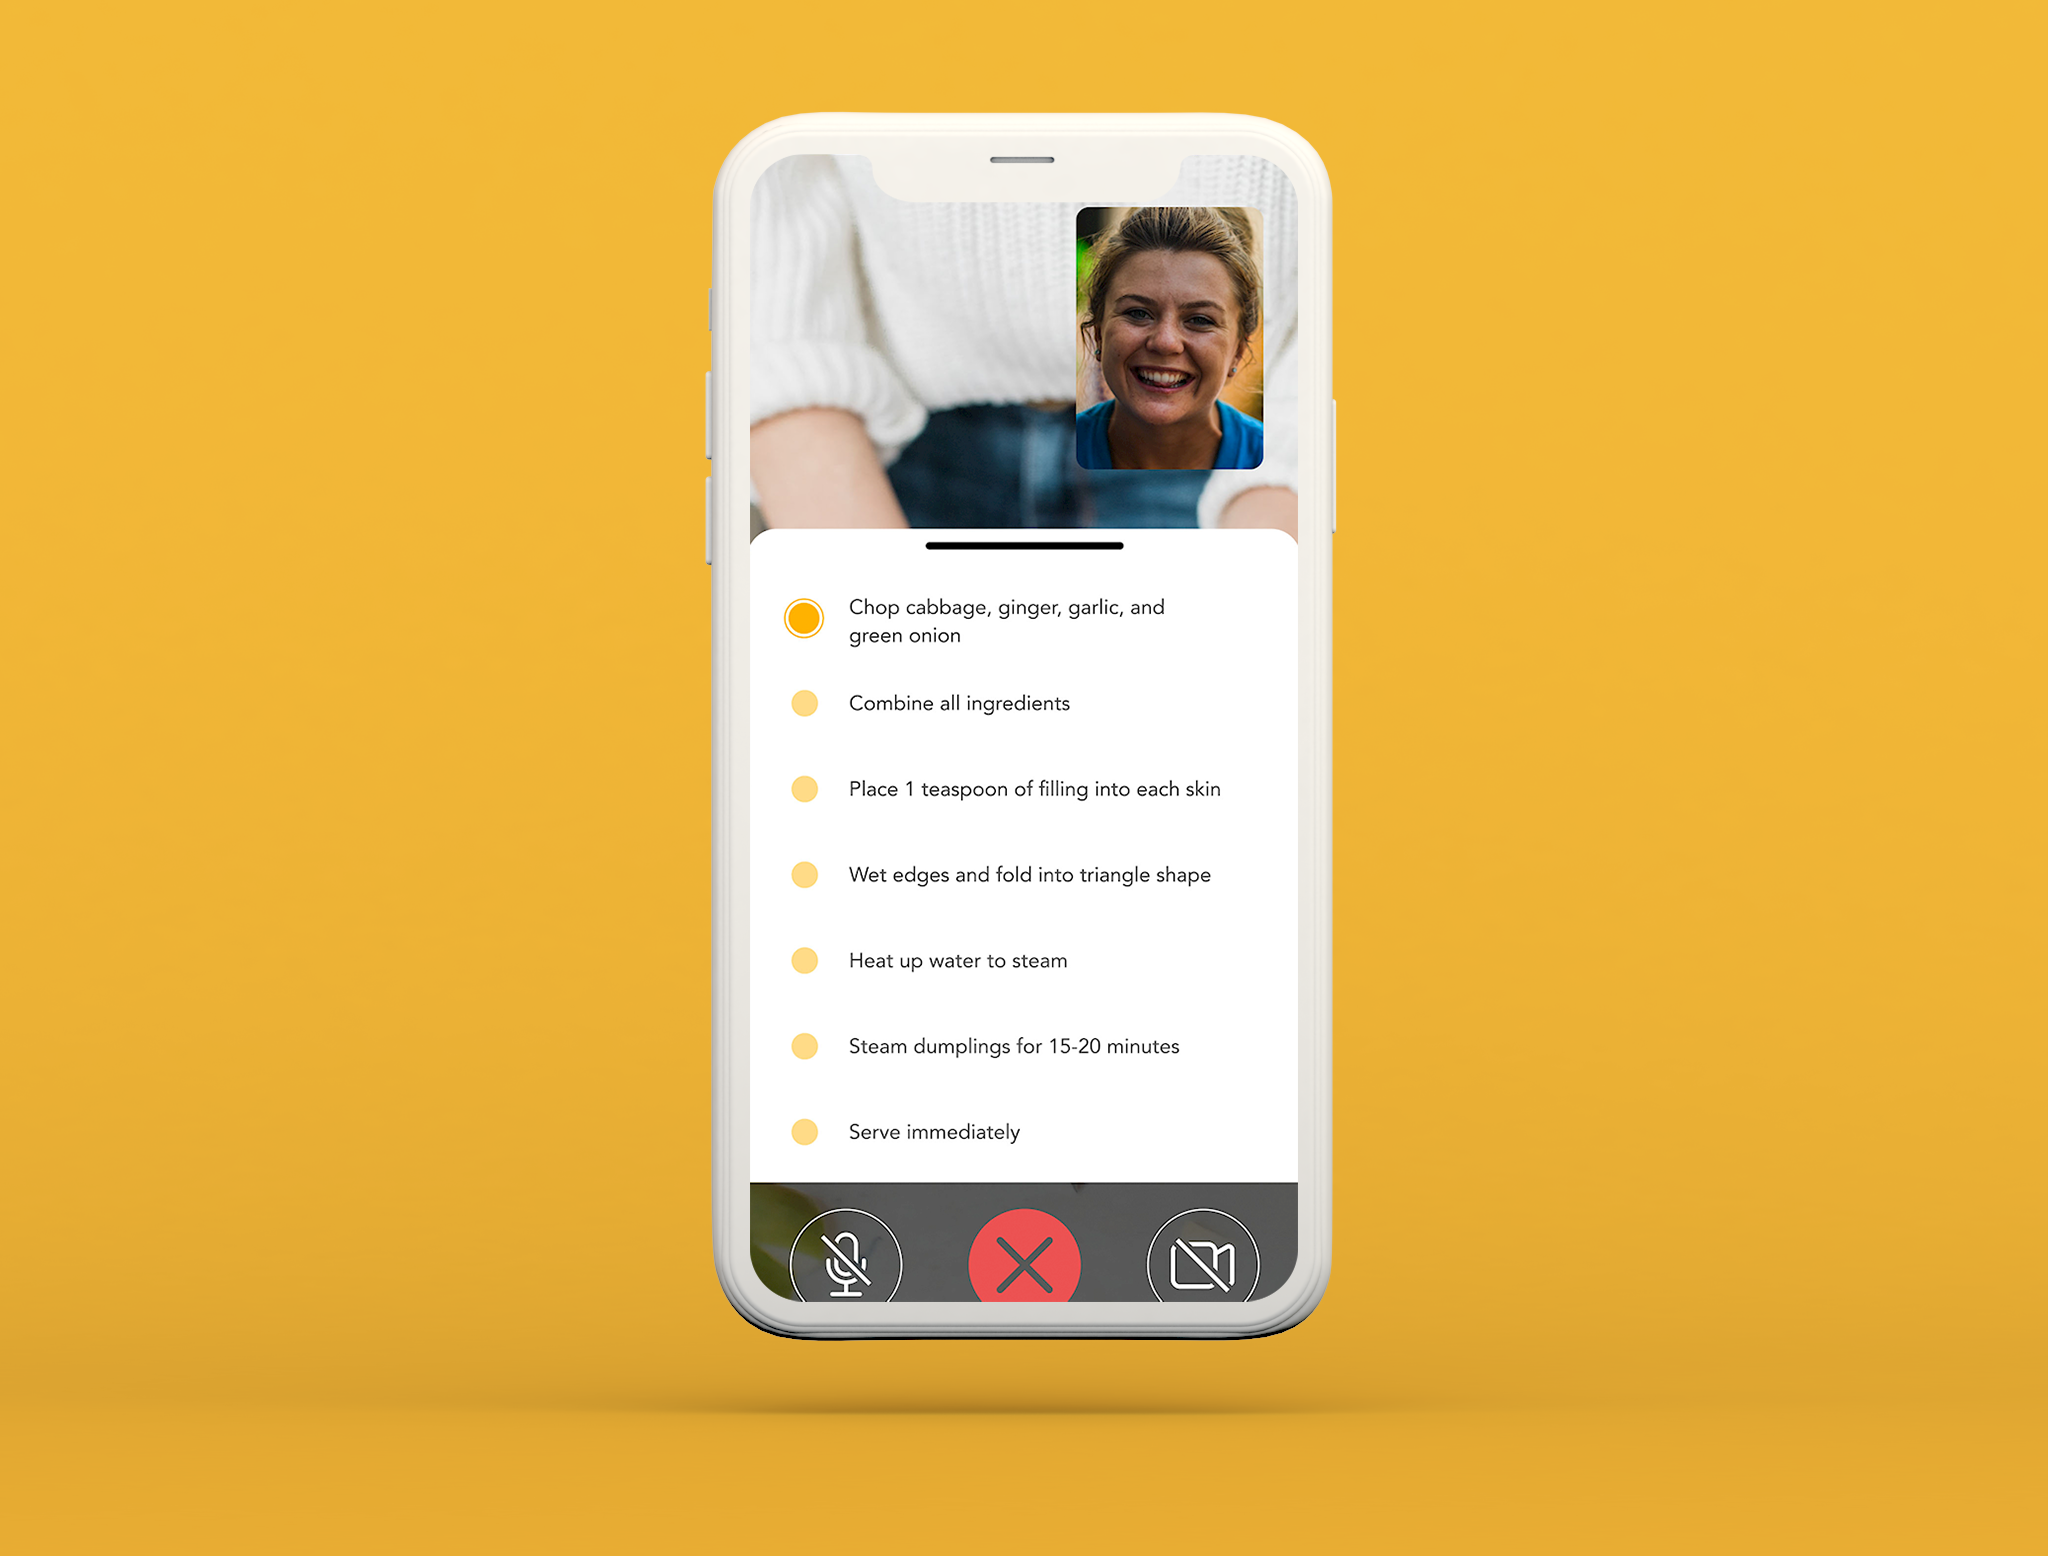 Chop cabbage, ginger, garlic, and
green onion
Combine all ingredients
Place 1 teaspoon of filling into each skin
Wet edges and fold into triangle shape
Heat up water to steam
Steam dumplings for 15-20 minutes
Serve immediately